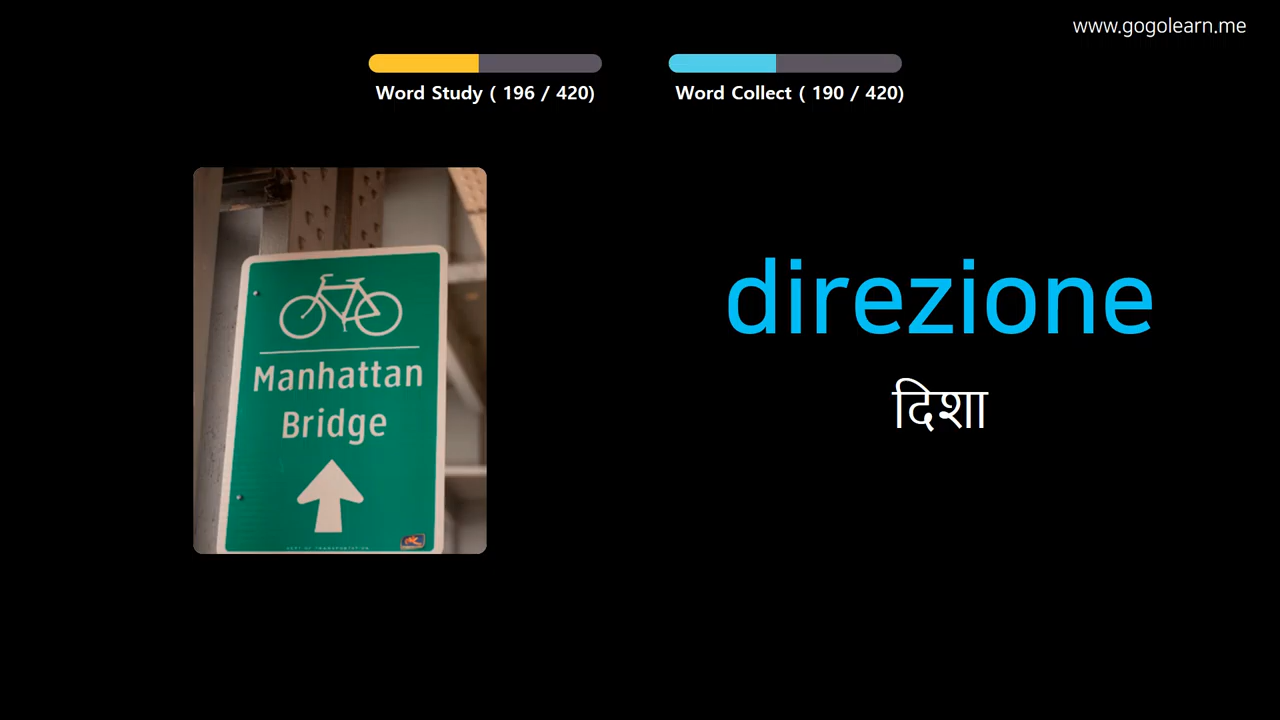 www.gogolearn.me
Word Study ( 196 / 420)
Word Collect ( 190 / 420)
Manhattan
Bridge
direzione
दिशा